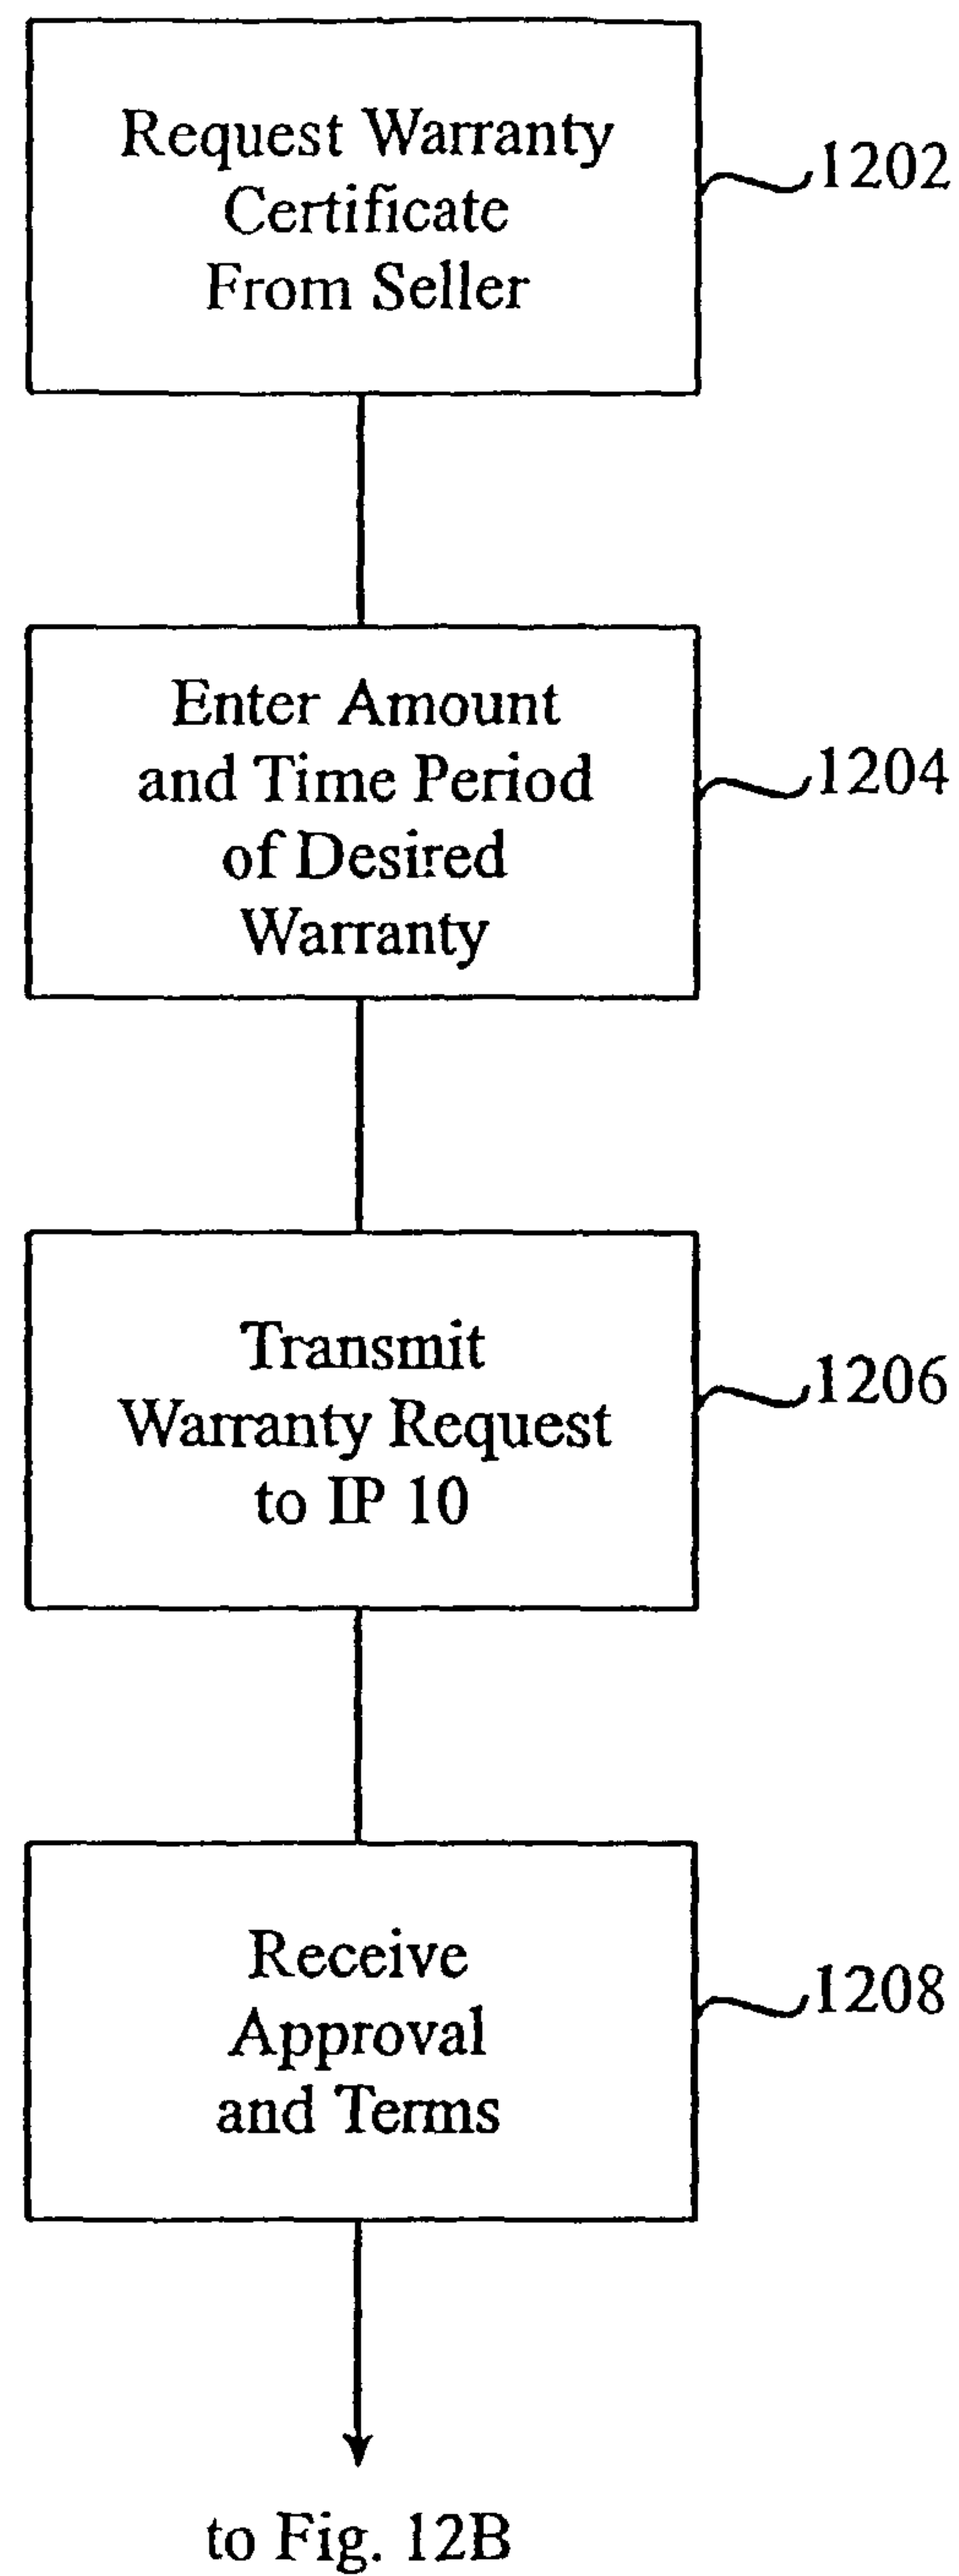 Request Warranty
Certificate
From Seller
1202
Enter Amount
and Time Period
of Desired
Warranty
1204
Transmit
Warranty Request
to IP 10
1206
Receive
Approval
and Terms
1208
to Fig. 12B